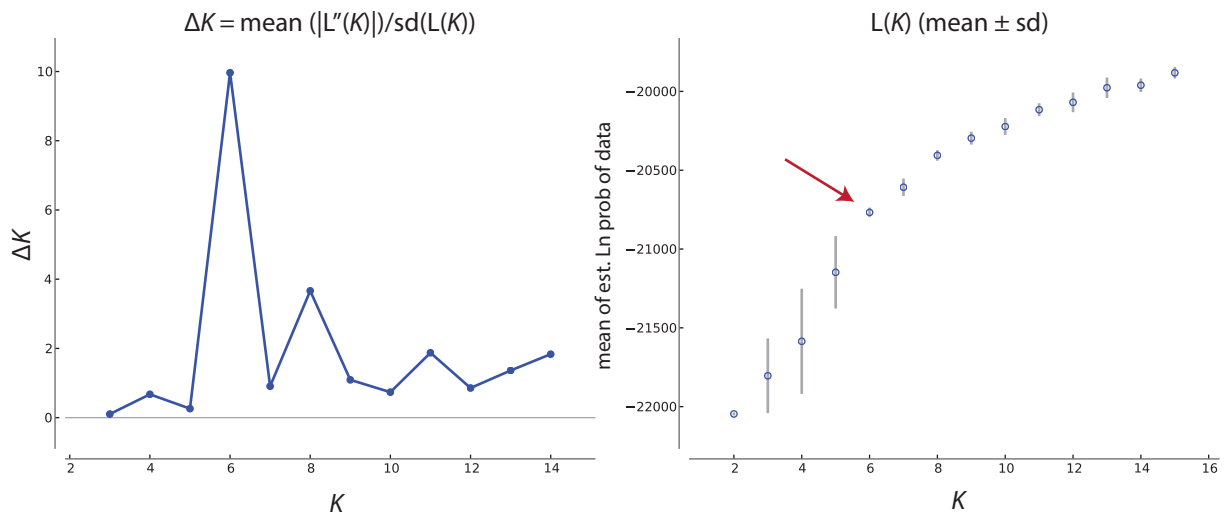 ΔK = mean (|L″(K)|)/sd(L(K))
10
8
6
4
2
0
ΔK
2 4 6 8 10 12 14
K
L(K) (mean ± sd)
−20000
−20500
−21000
−21500
−22000
mean of est. Ln prob of data
2 4 6 8 10 12 14 16
K